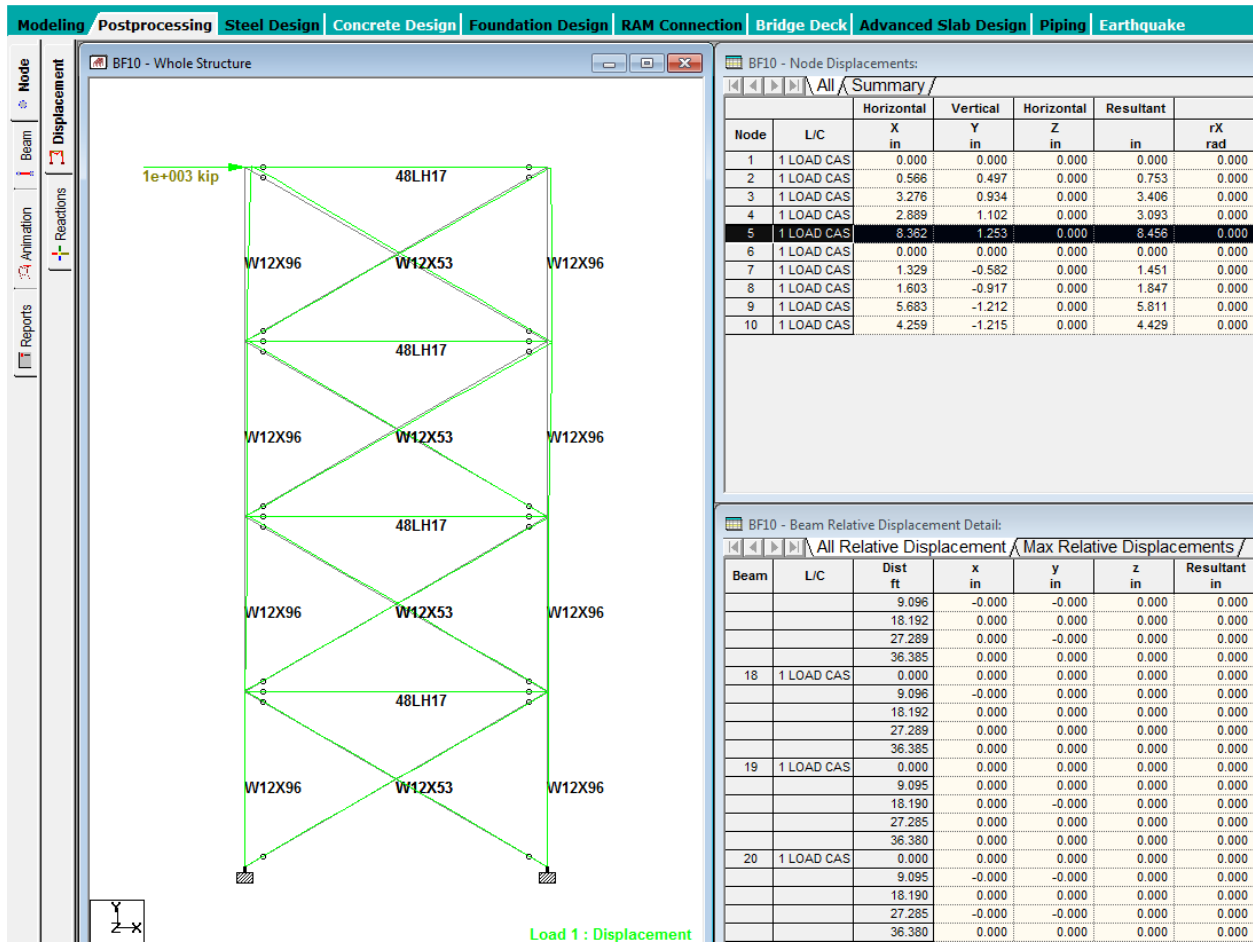 Modeling Postprocessing Steel Design Concrete Design Foundation Design RAM Connection Bridge Deck Advanced Slab Design Piping Earthquake
Node
Beam
Animation
Reports
Displacement
Reactions
BF10 - Whole Structure
1e+003 kip
48LH17
W12X96 W12X53 W12X96
48LH17
W12X96 W12X53 W12X96
48LH17
W12X96 W12X53 W12X96
48LH17
W12X96 W12X53 W12X96
Y
Z X
Load 1 : Displacement
BF10 - Node Displacements:
All Summary
Horizontal Vertical Horizontal Resultant
Node L/C X in Y in Z in in rX rad
1 1 LOAD CAS 0.000 0.000 0.000 0.000 0.000
2 1 LOAD CAS 0.566 0.497 0.000 0.753 0.000
3 1 LOAD CAS 3.276 0.934 0.000 3.406 0.000
4 1 LOAD CAS 2.889 1.102 0.000 3.093 0.000
5 1 LOAD CAS 8.362 1.253 0.000 8.456 0.000
6 1 LOAD CAS 0.000 0.000 0.000 0.000 0.000
7 1 LOAD CAS 1.329 -0.582 0.000 1.451 0.000
8 1 LOAD CAS 1.603 -0.917 0.000 1.847 0.000
9 1 LOAD CAS 5.683 -1.212 0.000 5.811 0.000
10 1 LOAD CAS 4.259 -1.215 0.000 4.429 0.000
BF10 - Beam Relative Displacement Detail:
All Relative Displacement Max Relative Displacements
Beam L/C Dist ft x in y in z in Resultant in
9.096 -0.000 -0.000 0.000 0.000
18.192 0.000 0.000 0.000 0.000
27.289 0.000 -0.000 0.000 0.000
36.385 0.000 0.000 0.000 0.000
18 1 LOAD CAS 0.000 0.000 0.000 0.000 0.000
9.096 -0.000 0.000 0.000 0.000
18.192 0.000 0.000 0.000 0.000
27.289 0.000 0.000 0.000 0.000
36.385 0.000 0.000 0.000 0.000
19 1 LOAD CAS 0.000 0.000 0.000 0.000 0.000
9.095 -0.000 0.000 0.000 0.000
18.190 0.000 -0.000 0.000 0.000
27.285 0.000 0.000 0.000 0.000
36.380 0.000 0.000 0.000 0.000
20 1 LOAD CAS 0.000 0.000 0.000 0.000 0.000
9.095 -0.000 -0.000 0.000 0.000
18.190 0.000 0.000 0.000 0.000
27.285 -0.000 -0.000 0.000 0.000
36.380 0.000 0.000 0.000 0.000